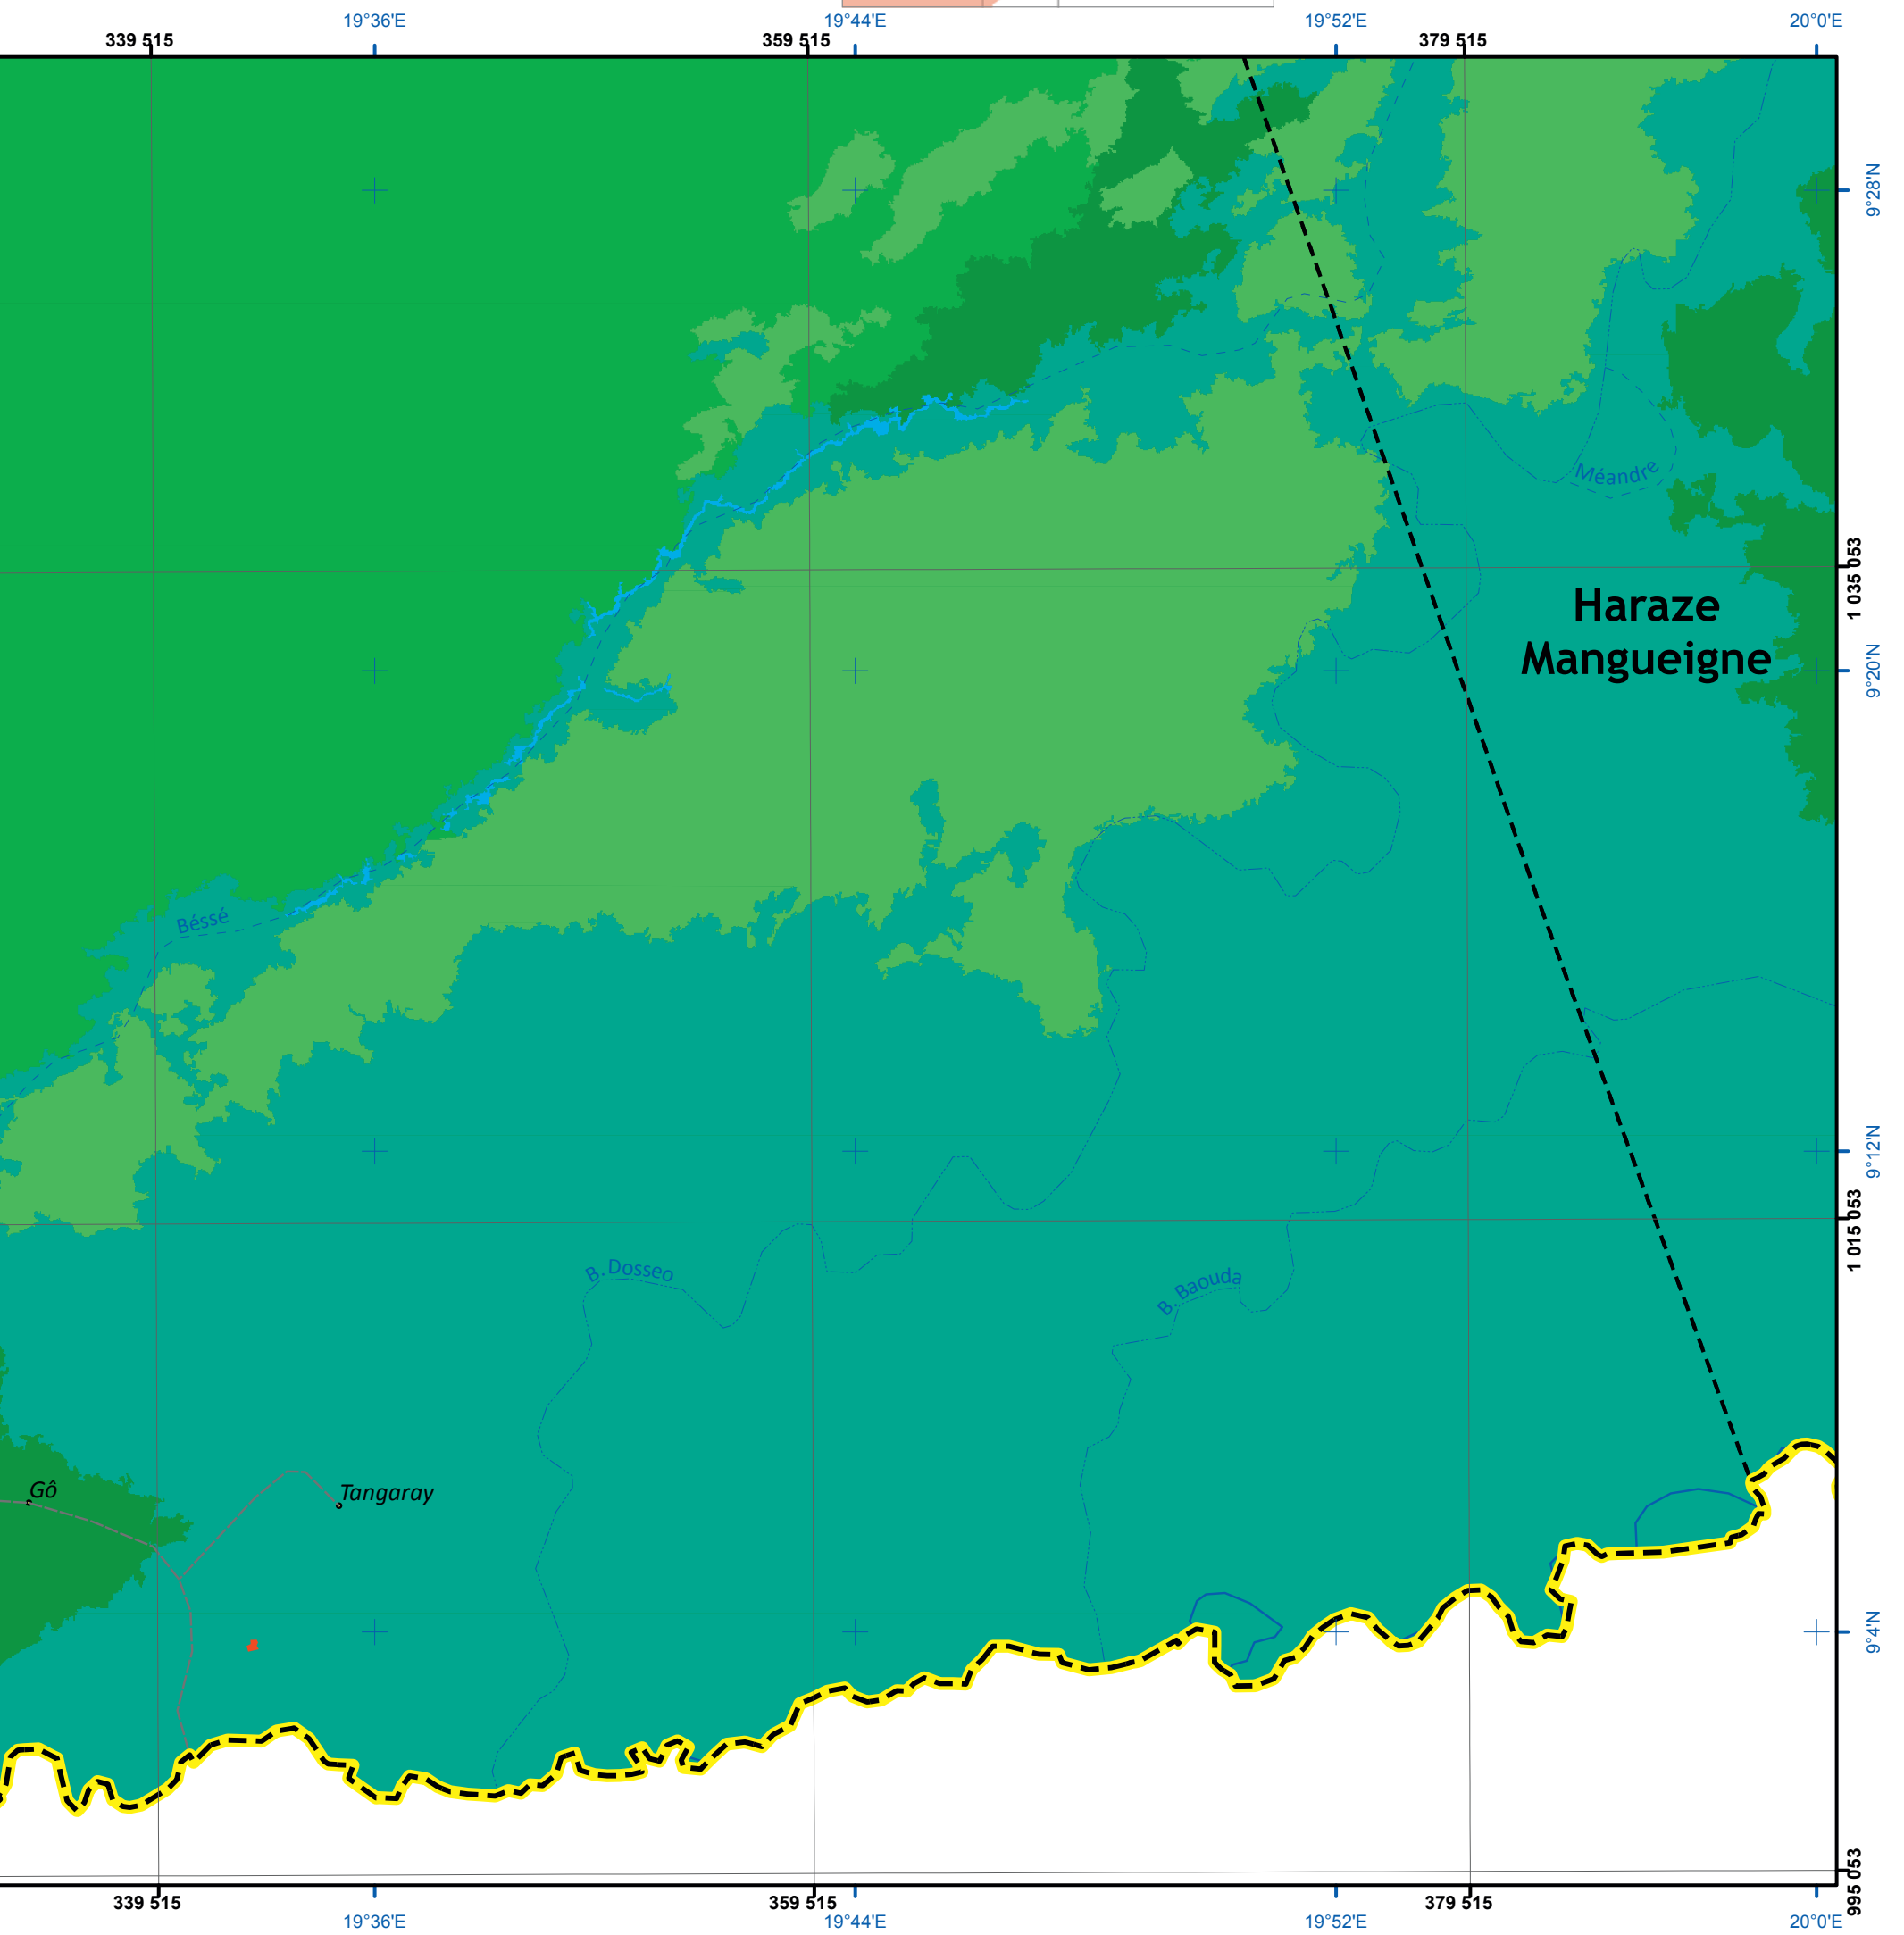 19°36'E 19°44'E 19°52'E 20°0'E
339 515 359 515 379 515
9°28'N
Méandre
1 035 053
Haraze
Mangueigne
9°20'N
Béssé
9°12'N
1 015 053
B. Dosseo
B. Baouda
Gô
Tangaray
9°4'N
995 053
339 515 359 515 379 515
19°36'E 19°44'E 19°52'E 20°0'E